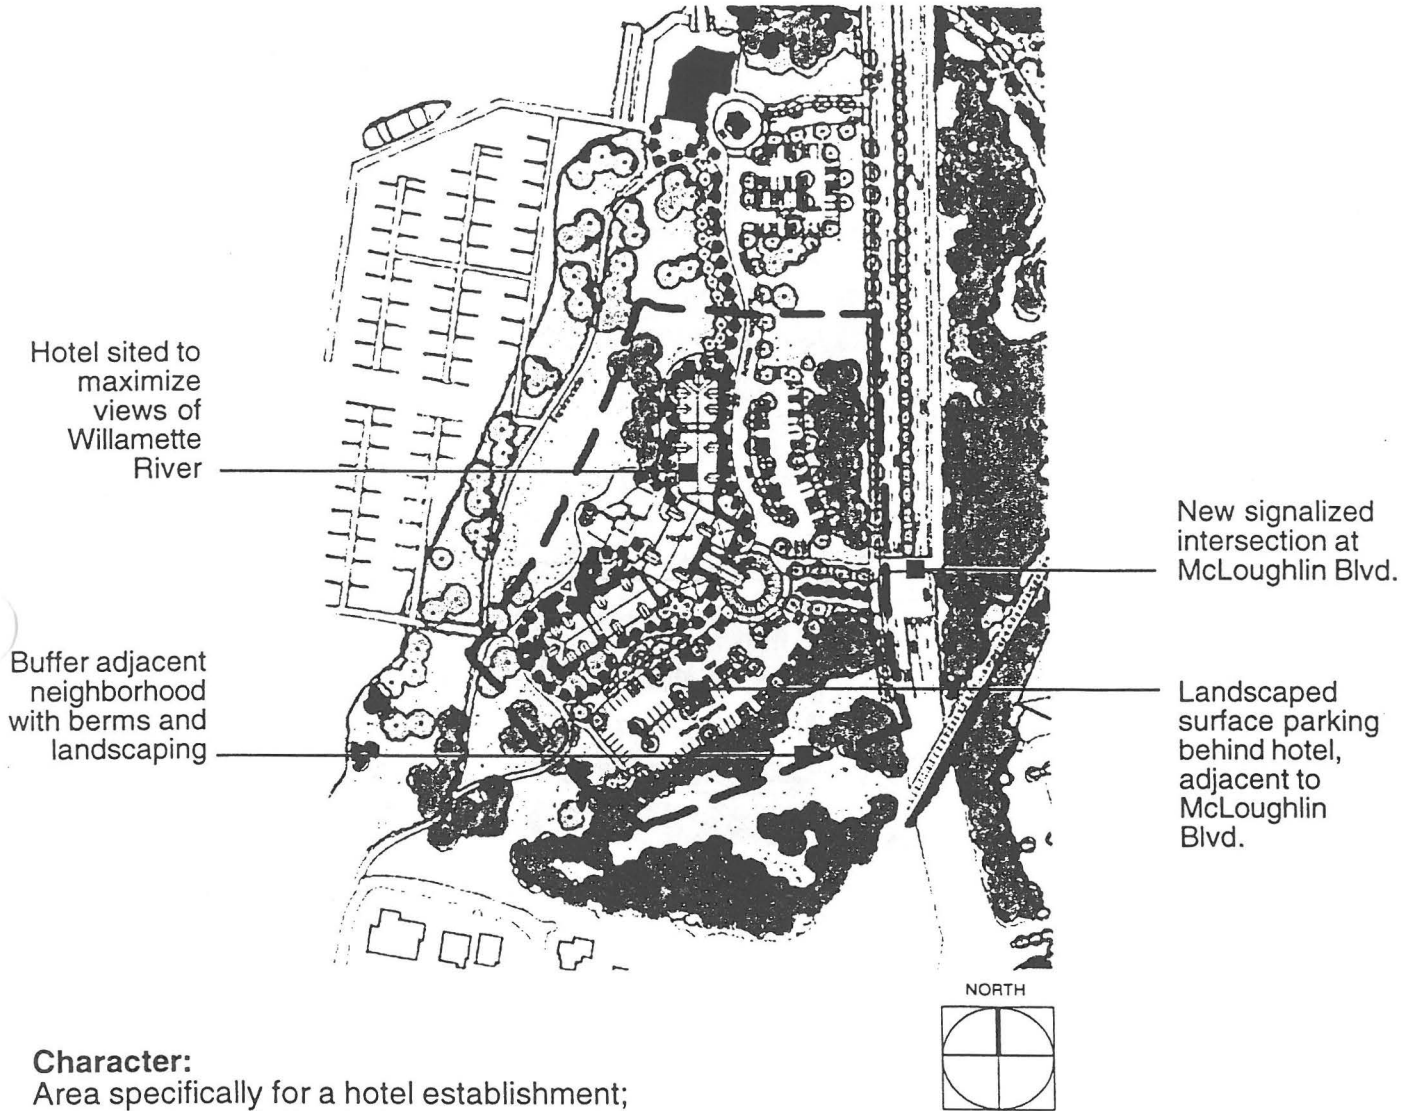 Hotel sited to
maximize
views of
Willamette
River
New signalized
intersection at
McLoughlin Blvd.
Buffer adjacent
neighborhood
with berms and
landscaping
Landscaped
surface parking
behind hotel,
adjacent to
McLoughlin
Blvd.
NORTH
Character:
Area specifically for a hotel establishment;